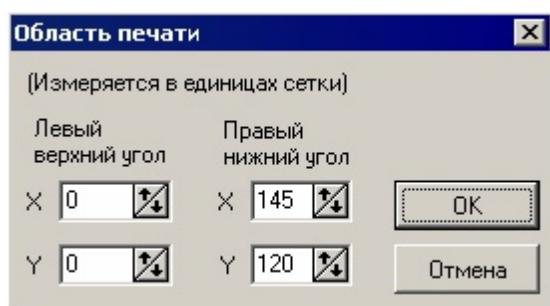 Область печати
(Измеряется в единицах сетки)
Левый верхний угол
Правый нижний угол
X 0
X 145
OK
Y 0
Y 120
Отмена